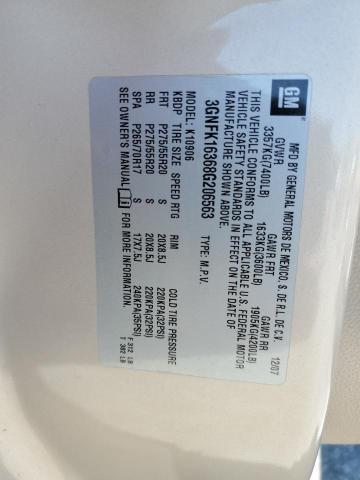 GM
MFD BY GENERAL MOTORS DE MEXICO, S. DE R.L. DE C.V. 12/07
GVWR GAWR FRT GAWR RR
3357KG(7400LB) 1633KG(3600LB) 1905KG(4200LB)
THIS VEHICLE CONFORMS TO ALL APPLICABLE U.S. FEDERAL MOTOR
VEHICLE SAFETY STANDARDS IN EFFECT ON THE DATE OF
MANUFACTURE SHOWN ABOVE.
3GNFK16368G206563 TYPE: M.P.V.
MODEL: K10906
KBDP TIRE SIZE SPEED RTG RIM COLD TIRE PRESSURE
FRT P275/55R20 S 20X8.5J 220KPA(32PSI)
RR P275/55R20 S 20X8.5J 220KPA(32PSI)
SPA P265/70R17 S 17X7.5J 240KPA(35PSI)
SEE OWNER'S MANUAL F 312 LB
T 382 LB